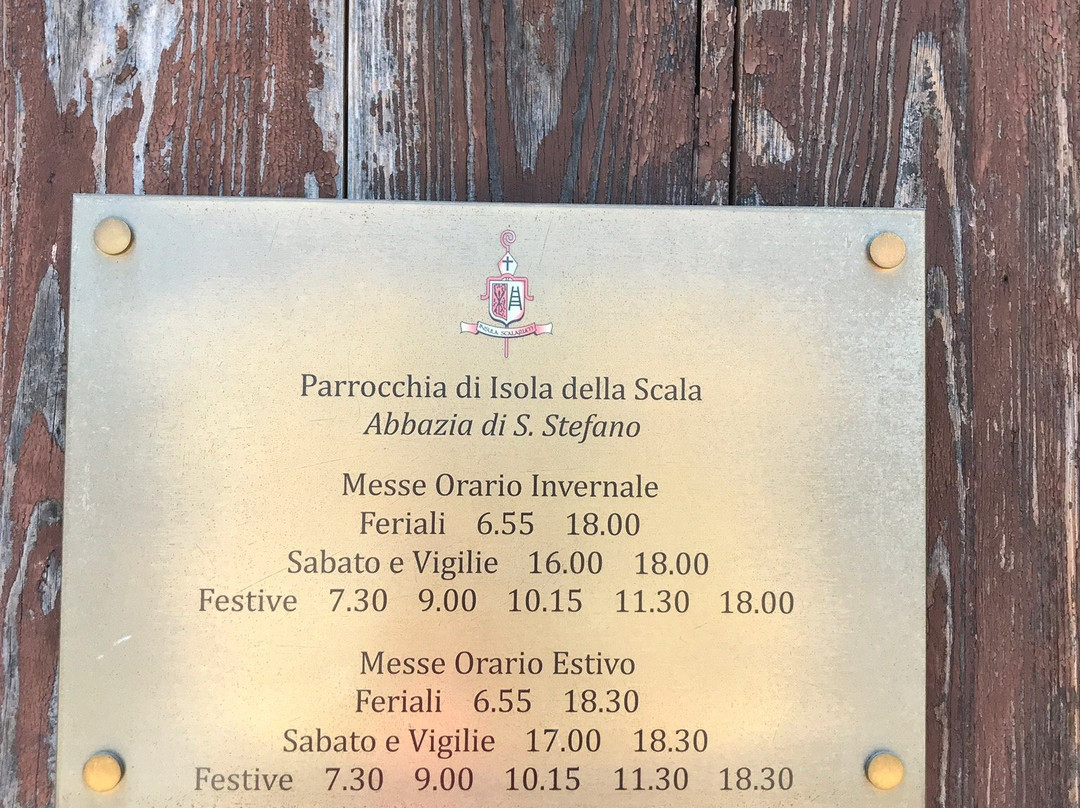 INSULA SCALARUM
Parrocchia di Isola della Scala
Abbazia di S. Stefano
Messe Orario Invernale
Feriali 6.55 18.00
Sabato e Vigilie 16.00 18.00
Festive 7.30 9.00 10.15 11.30 18.00
Messe Orario Estivo
Feriali 6.55 18.30
Sabato e Vigilie 17.00 18.30
Festive 7.30 9.00 10.15 11.30 18.30